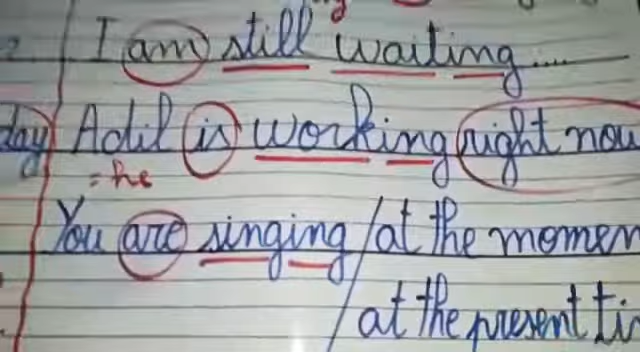 I am still waiting....
day Adil is working right now
= he
You are singing / at the momen
at the present ti